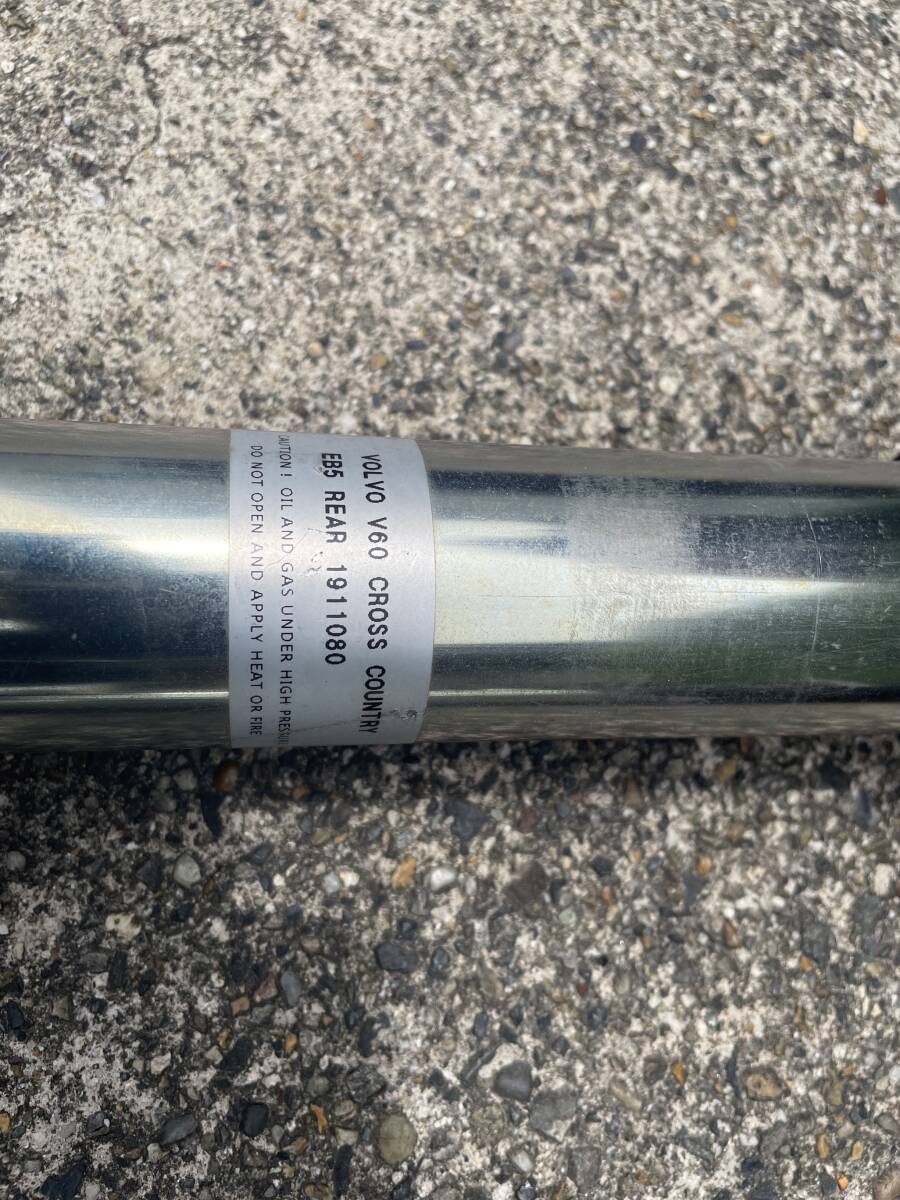 VOLVO V60 CROSS COUNTRY
EB5 REAR 1911080
CAUTION! OIL AND GAS UNDER HIGH PRESSURE
DO NOT OPEN AND APPLY HEAT OR FIRE